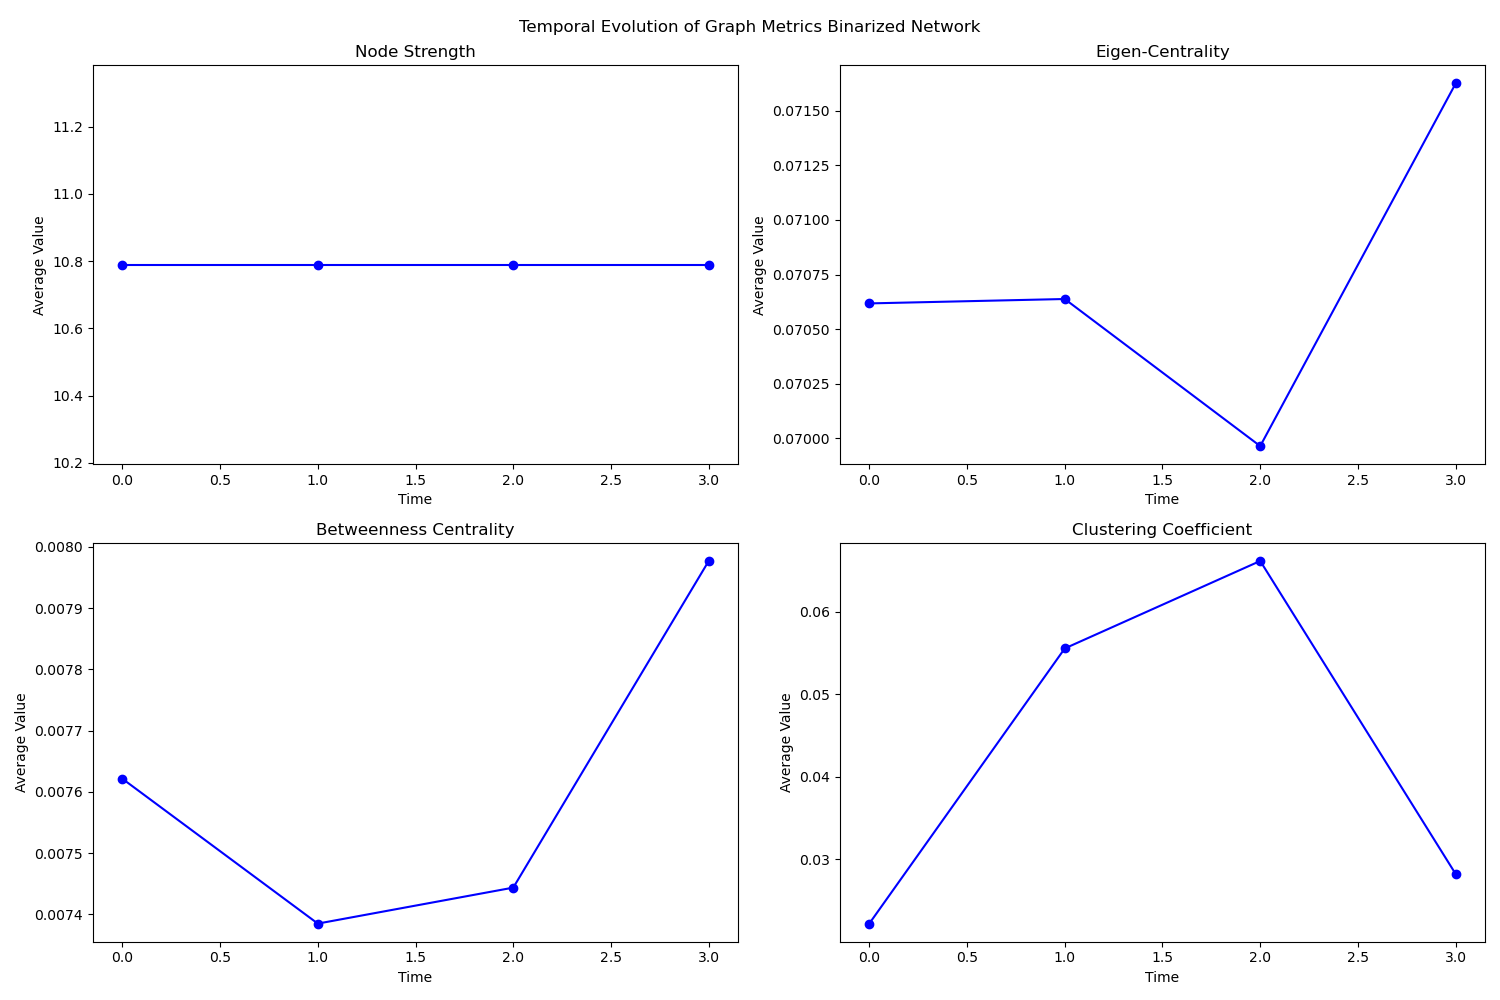 Temporal Evolution of Graph Metrics Binarized Network
Node Strength
11.2
11.0
10.8
10.6
10.4
10.2
Average Value
0.0 0.5 1.0 1.5 2.0 2.5 3.0
Time
Eigen-Centrality
0.07150
0.07125
0.07100
0.07075
0.07050
0.07025
0.07000
Average Value
0.0 0.5 1.0 1.5 2.0 2.5 3.0
Time
Betweenness Centrality
0.0080
0.0079
0.0078
0.0077
0.0076
0.0075
0.0074
Average Value
0.0 0.5 1.0 1.5 2.0 2.5 3.0
Time
Clustering Coefficient
0.06
0.05
0.04
0.03
Average Value
0.0 0.5 1.0 1.5 2.0 2.5 3.0
Time